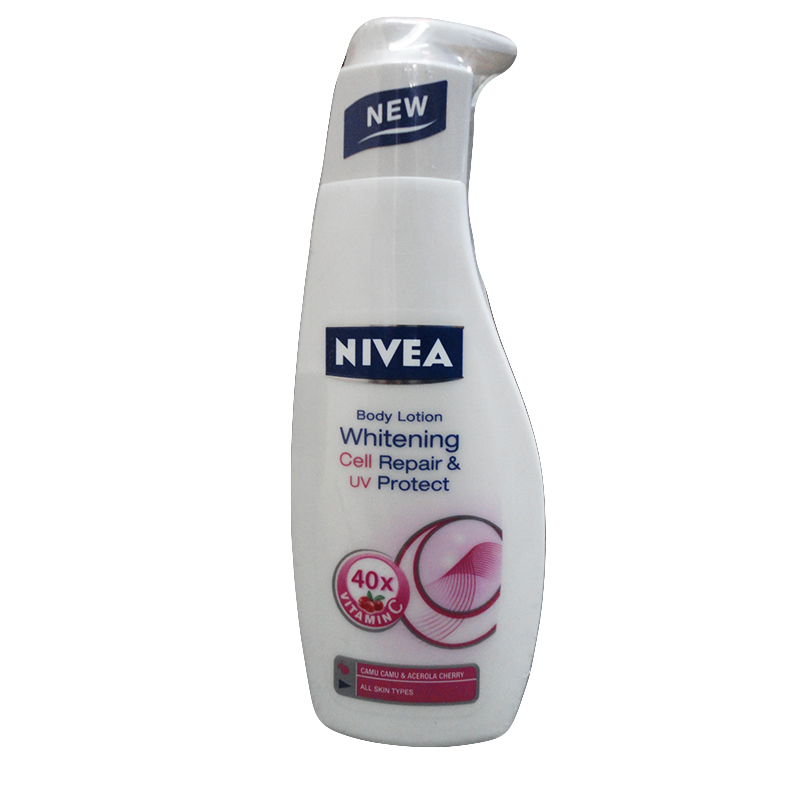 NEW
NIVEA
Body Lotion
Whitening
Cell Repair &
UV Protect
40x
VITAMIN C
CAMU CAMU & ACEROLA CHERRY
ALL SKIN TYPES